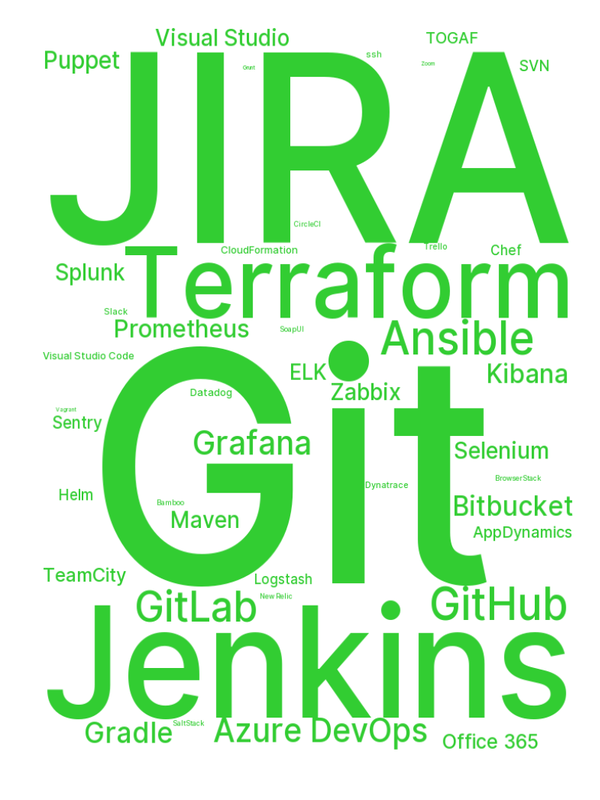 Visual Studio
TOGAF
Puppet
ssh
Zoom
SVN
Grunt
JIRA
CircleCI
CloudFormation
Trello
Chef
Splunk
Terraform
Slack
Prometheus
SoapUI
Ansible
Visual Studio Code
ELK
Kibana
Zabbix
Datadog
Vagrant
Sentry
Git
Grafana
Selenium
BrowserStack
Dynatrace
Helm
Bamboo
Bitbucket
Maven
AppDynamics
TeamCity
Logstash
New Relic
GitLab
GitHub
Jenkins
SaltStack
Gradle
Azure DevOps
Office 365